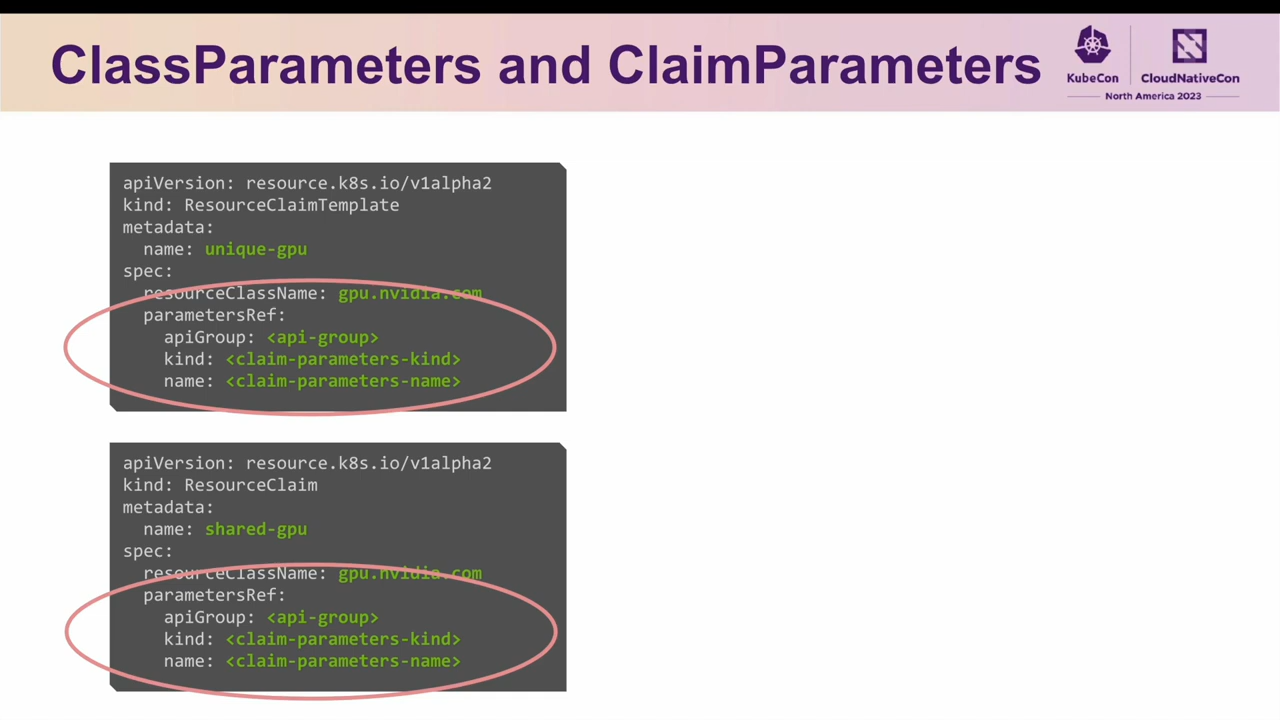 ClassParameters and ClaimParameters
KubeCon
CloudNativeCon
North America 2023
apiVersion: resource.k8s.io/v1alpha2
kind: ResourceClaimTemplate
metadata:
  name: unique-gpu
spec:
  resourceClassName: gpu.nvidia.com
  parametersRef:
    apiGroup: <api-group>
    kind: <claim-parameters-kind>
    name: <claim-parameters-name>
apiVersion: resource.k8s.io/v1alpha2
kind: ResourceClaim
metadata:
  name: shared-gpu
spec:
  resourceClassName: gpu.nvidia.com
  parametersRef:
    apiGroup: <api-group>
    kind: <claim-parameters-kind>
    name: <claim-parameters-name>